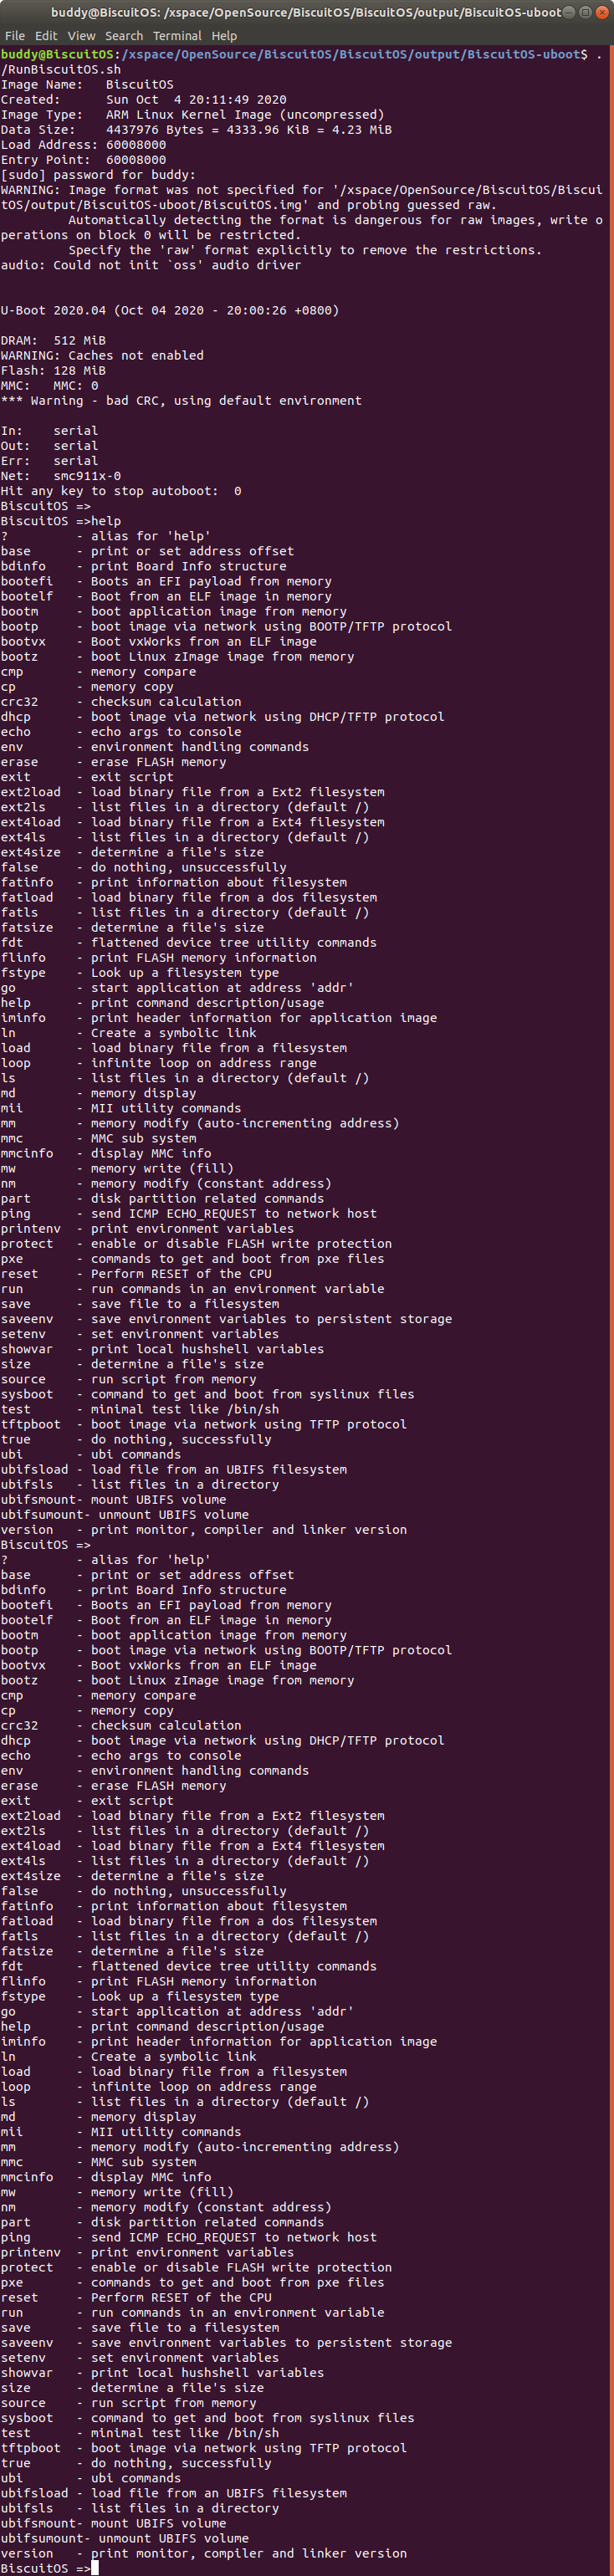 buddy@BiscuitOS: /xspace/OpenSource/BiscuitOS/BiscuitOS/output/BiscuitOS-uboot
File Edit View Search Terminal Help
buddy@BiscuitOS:/xspace/OpenSource/BiscuitOS/BiscuitOS/output/BiscuitOS-uboot$ .
/RunBiscuitOS.sh
Image Name:   BiscuitOS
Created:      Sun Oct  4 20:11:49 2020
Image Type:   ARM Linux Kernel Image (uncompressed)
Data Size:    4437976 Bytes = 4333.96 KiB = 4.23 MiB
Load Address: 60008000
Entry Point:  60008000
[sudo] password for buddy:
WARNING: Image format was not specified for '/xspace/OpenSource/BiscuitOS/Biscui
tOS/output/BiscuitOS-uboot/BiscuitOS.img' and probing guessed raw.
         Automatically detecting the format is dangerous for raw images, write o
perations on block 0 will be restricted.
         Specify the 'raw' format explicitly to remove the restrictions.
audio: Could not init `oss' audio driver
U-Boot 2020.04 (Oct 04 2020 - 20:00:26 +0800)
DRAM:  512 MiB
WARNING: Caches not enabled
Flash: 128 MiB
MMC:   MMC: 0
*** Warning - bad CRC, using default environment
In:    serial
Out:   serial
Err:   serial
Net:   smc911x-0
Hit any key to stop autoboot:  0
BiscuitOS =>
BiscuitOS =>help
?         - alias for 'help'
base      - print or set address offset
bdinfo    - print Board Info structure
bootefi   - Boots an EFI payload from memory
bootelf   - Boot from an ELF image in memory
bootm     - boot application image from memory
bootp     - boot image via network using BOOTP/TFTP protocol
bootvx    - Boot vxWorks from an ELF image
bootz     - boot Linux zImage image from memory
cmp       - memory compare
cp        - memory copy
crc32     - checksum calculation
dhcp      - boot image via network using DHCP/TFTP protocol
echo      - echo args to console
env       - environment handling commands
erase     - erase FLASH memory
exit      - exit script
ext2load  - load binary file from a Ext2 filesystem
ext2ls    - list files in a directory (default /)
ext4load  - load binary file from a Ext4 filesystem
ext4ls    - list files in a directory (default /)
ext4size  - determine a file's size
false     - do nothing, unsuccessfully
fatinfo   - print information about filesystem
fatload   - load binary file from a dos filesystem
fatls     - list files in a directory (default /)
fatsize   - determine a file's size
fdt       - flattened device tree utility commands
flinfo    - print FLASH memory information
fstype    - Look up a filesystem type
go        - start application at address 'addr'
help      - print command description/usage
iminfo    - print header information for application image
ln        - Create a symbolic link
load      - load binary file from a filesystem
loop      - infinite loop on address range
ls        - list files in a directory (default /)
md        - memory display
mii       - MII utility commands
mm        - memory modify (auto-incrementing address)
mmc       - MMC sub system
mmcinfo   - display MMC info
mw        - memory write (fill)
nm        - memory modify (constant address)
part      - disk partition related commands
ping      - send ICMP ECHO_REQUEST to network host
printenv  - print environment variables
protect   - enable or disable FLASH write protection
pxe       - commands to get and boot from pxe files
reset     - Perform RESET of the CPU
run       - run commands in an environment variable
save      - save file to a filesystem
saveenv   - save environment variables to persistent storage
setenv    - set environment variables
showvar   - print local hushshell variables
size      - determine a file's size
source    - run script from memory
sysboot   - command to get and boot from syslinux files
test      - minimal test like /bin/sh
tftpboot  - boot image via network using TFTP protocol
true      - do nothing, successfully
ubi       - ubi commands
ubifsload - load file from an UBIFS filesystem
ubifsls   - list files in a directory
ubifsmount- mount UBIFS volume
ubifsumount- unmount UBIFS volume
version   - print monitor, compiler and linker version
BiscuitOS =>
?         - alias for 'help'
base      - print or set address offset
bdinfo    - print Board Info structure
bootefi   - Boots an EFI payload from memory
bootelf   - Boot from an ELF image in memory
bootm     - boot application image from memory
bootp     - boot image via network using BOOTP/TFTP protocol
bootvx    - Boot vxWorks from an ELF image
bootz     - boot Linux zImage image from memory
cmp       - memory compare
cp        - memory copy
crc32     - checksum calculation
dhcp      - boot image via network using DHCP/TFTP protocol
echo      - echo args to console
env       - environment handling commands
erase     - erase FLASH memory
exit      - exit script
ext2load  - load binary file from a Ext2 filesystem
ext2ls    - list files in a directory (default /)
ext4load  - load binary file from a Ext4 filesystem
ext4ls    - list files in a directory (default /)
ext4size  - determine a file's size
false     - do nothing, unsuccessfully
fatinfo   - print information about filesystem
fatload   - load binary file from a dos filesystem
fatls     - list files in a directory (default /)
fatsize   - determine a file's size
fdt       - flattened device tree utility commands
flinfo    - print FLASH memory information
fstype    - Look up a filesystem type
go        - start application at address 'addr'
help      - print command description/usage
iminfo    - print header information for application image
ln        - Create a symbolic link
load      - load binary file from a filesystem
loop      - infinite loop on address range
ls        - list files in a directory (default /)
md        - memory display
mii       - MII utility commands
mm        - memory modify (auto-incrementing address)
mmc       - MMC sub system
mmcinfo   - display MMC info
mw        - memory write (fill)
nm        - memory modify (constant address)
part      - disk partition related commands
ping      - send ICMP ECHO_REQUEST to network host
printenv  - print environment variables
protect   - enable or disable FLASH write protection
pxe       - commands to get and boot from pxe files
reset     - Perform RESET of the CPU
run       - run commands in an environment variable
save      - save file to a filesystem
saveenv   - save environment variables to persistent storage
setenv    - set environment variables
showvar   - print local hushshell variables
size      - determine a file's size
source    - run script from memory
sysboot   - command to get and boot from syslinux files
test      - minimal test like /bin/sh
tftpboot  - boot image via network using TFTP protocol
true      - do nothing, successfully
ubi       - ubi commands
ubifsload - load file from an UBIFS filesystem
ubifsls   - list files in a directory
ubifsmount- mount UBIFS volume
ubifsumount- unmount UBIFS volume
version   - print monitor, compiler and linker version
BiscuitOS =>